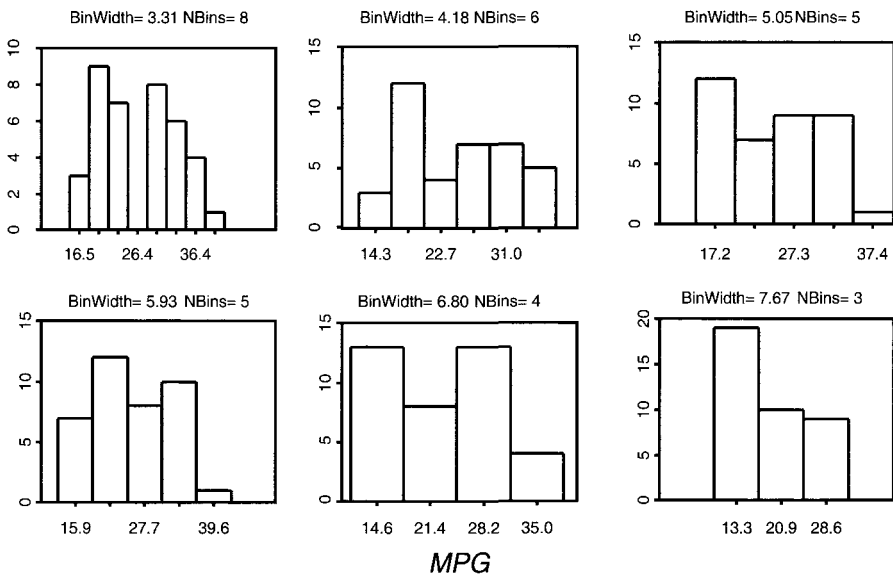 BinWidth= 3.31 NBins= 8
BinWidth= 4.18 NBins= 6
BinWidth= 5.05 NBins= 5
10
8
6
4
2
0
16.5 26.4 36.4
15
10
5
0
14.3 22.7 31.0
15
10
5
0
17.2 27.3 37.4
BinWidth= 5.93 NBins= 5
BinWidth= 6.80 NBins= 4
BinWidth= 7.67 NBins= 3
15
10
5
0
15.9 27.7 39.6
15
10
5
0
14.6 21.4 28.2 35.0
20
15
10
5
0
13.3 20.9 28.6
MPG